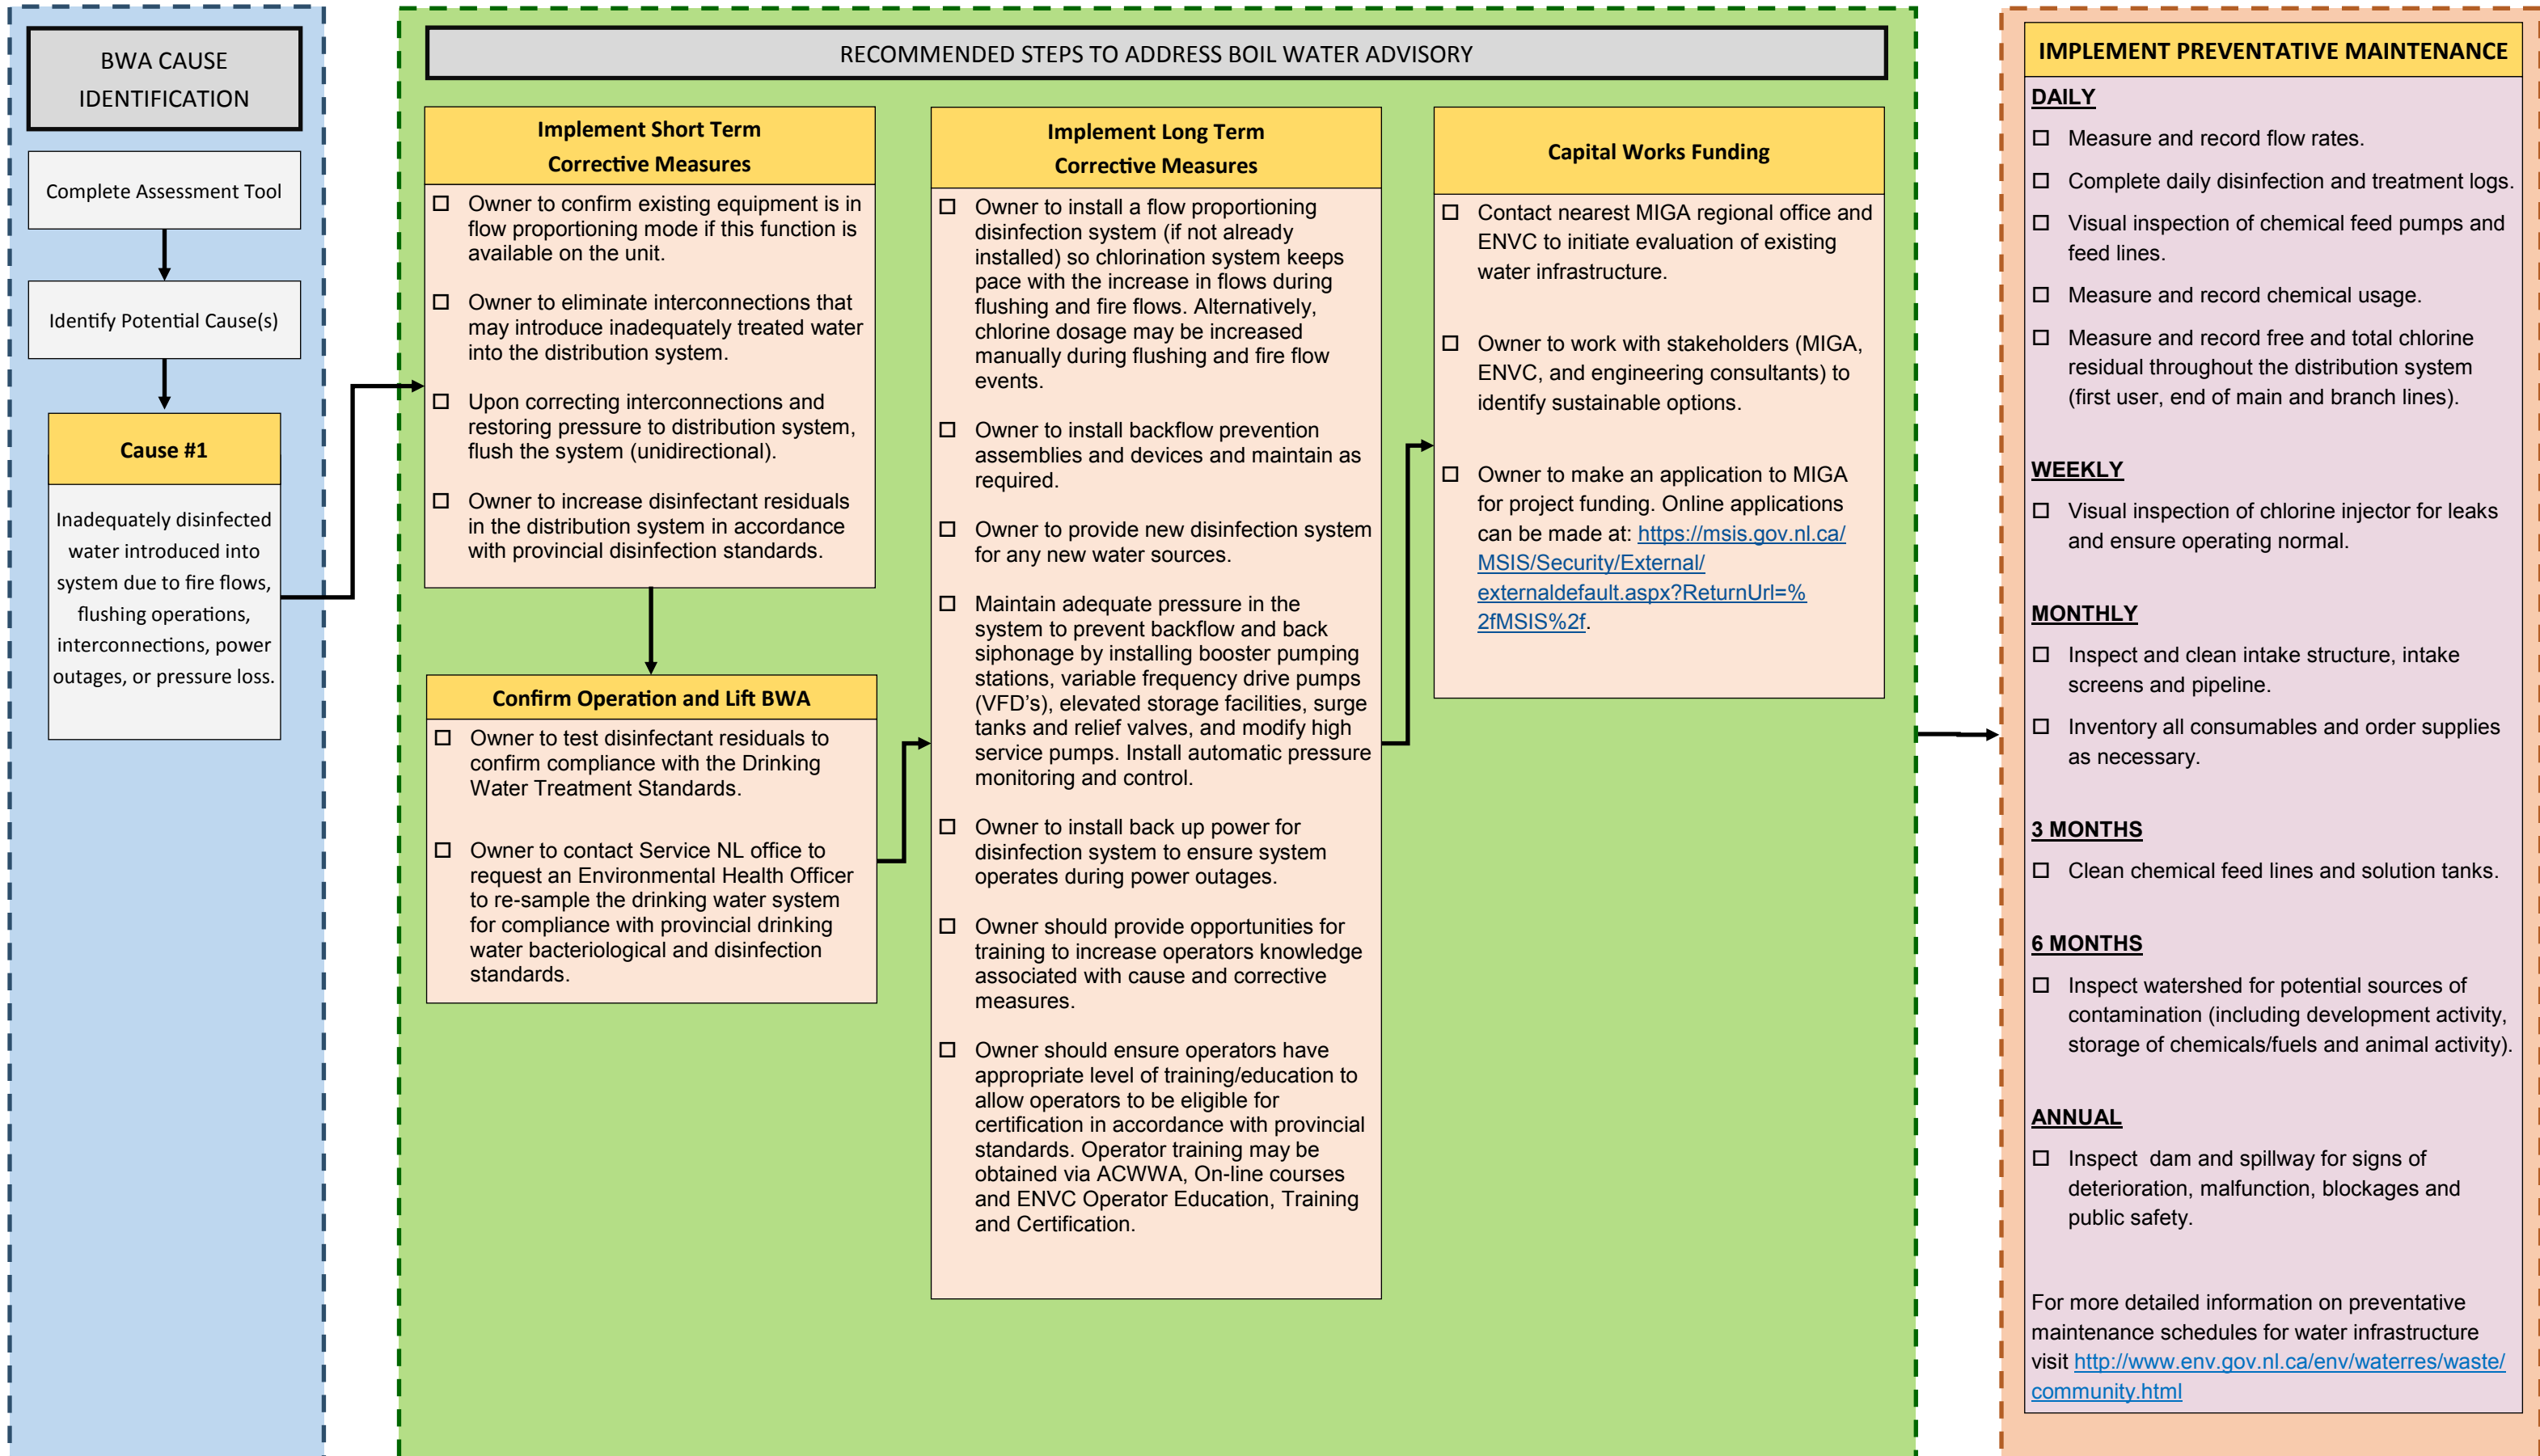 BWA CAUSE
IDENTIFICATION
Complete Assessment Tool
Identify Potential Cause(s)
Cause #1
Inadequately disinfected
water introduced into
system due to fire flows,
flushing operations,
interconnections, power
outages, or pressure loss.
RECOMMENDED STEPS TO ADDRESS BOIL WATER ADVISORY
Implement Short Term
Corrective Measures
☐ Owner to confirm existing equipment is in
flow proportioning mode if this function is
available on the unit.
☐ Owner to eliminate interconnections that
may introduce inadequately treated water
into the distribution system.
☐ Upon correcting interconnections and
restoring pressure to distribution system,
flush the system (unidirectional).
☐ Owner to increase disinfectant residuals
in the distribution system in accordance
with provincial disinfection standards.
Confirm Operation and Lift BWA
☐ Owner to test disinfectant residuals to
confirm compliance with the Drinking
Water Treatment Standards.
☐ Owner to contact Service NL office to
request an Environmental Health Officer
to re-sample the drinking water system
for compliance with provincial drinking
water bacteriological and disinfection
standards.
Implement Long Term
Corrective Measures
☐ Owner to install a flow proportioning
disinfection system (if not already
installed) so chlorination system keeps
pace with the increase in flows during
flushing and fire flows. Alternatively,
chlorine dosage may be increased
manually during flushing and fire flow
events.
☐ Owner to install backflow prevention
assemblies and devices and maintain as
required.
☐ Owner to provide new disinfection system
for any new water sources.
☐ Maintain adequate pressure in the
system to prevent backflow and back
siphonage by installing booster pumping
stations, variable frequency drive pumps
(VFD's), elevated storage facilities, surge
tanks and relief valves, and modify high
service pumps. Install automatic pressure
monitoring and control.
☐ Owner to install back up power for
disinfection system to ensure system
operates during power outages.
☐ Owner should provide opportunities for
training to increase operators knowledge
associated with cause and corrective
measures.
☐ Owner should ensure operators have
appropriate level of training/education to
allow operators to be eligible for
certification in accordance with provincial
standards. Operator training may be
obtained via ACWWA, On-line courses
and ENVC Operator Education, Training
and Certification.
Capital Works Funding
☐ Contact nearest MIGA regional office and
ENVC to initiate evaluation of existing
water infrastructure.
☐ Owner to work with stakeholders (MIGA,
ENVC, and engineering consultants) to
identify sustainable options.
☐ Owner to make an application to MIGA
for project funding. Online applications
can be made at: https://msis.gov.nl.ca/
MSIS/Security/External/
externaldefault.aspx?ReturnUrl=%
2fMSIS%2f.
IMPLEMENT PREVENTATIVE MAINTENANCE
DAILY
☐ Measure and record flow rates.
☐ Complete daily disinfection and treatment logs.
☐ Visual inspection of chemical feed pumps and
feed lines.
☐ Measure and record chemical usage.
☐ Measure and record free and total chlorine
residual throughout the distribution system
(first user, end of main and branch lines).
WEEKLY
☐ Visual inspection of chlorine injector for leaks
and ensure operating normal.
MONTHLY
☐ Inspect and clean intake structure, intake
screens and pipeline.
☐ Inventory all consumables and order supplies
as necessary.
3 MONTHS
☐ Clean chemical feed lines and solution tanks.
6 MONTHS
☐ Inspect watershed for potential sources of
contamination (including development activity,
storage of chemicals/fuels and animal activity).
ANNUAL
☐ Inspect  dam and spillway for signs of
deterioration, malfunction, blockages and
public safety.
For more detailed information on preventative
maintenance schedules for water infrastructure
visit http://www.env.gov.nl.ca/env/waterres/waste/
community.html